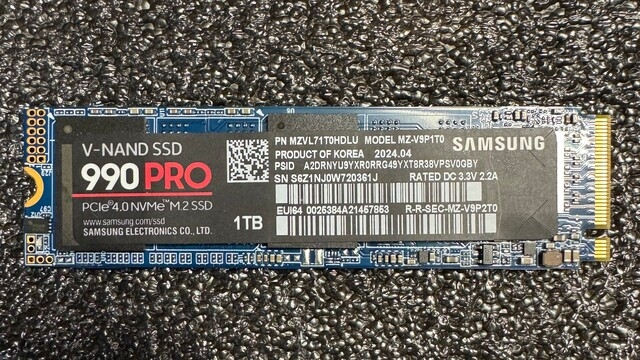 V-NAND SSD
990 PRO
PCIe® 4.0 NVMe™ M.2 SSD
www.samsung.com/ssd
SAMSUNG ELECTRONICS CO., LTD.
1TB
PN MZVL71T0HDLU MODEL MZ-V9P1T0
PRODUCT OF KOREA 2024.04
PSID A2DRNYU9YXR0RRG49YXT8R38VPSV0GBY
SN S6Z1NJ0W720361J RATED DC 3.3V 2.2A
SAMSUNG
EUI64 0025384A21457853 R-R-SEC-MZ-V9P2T0